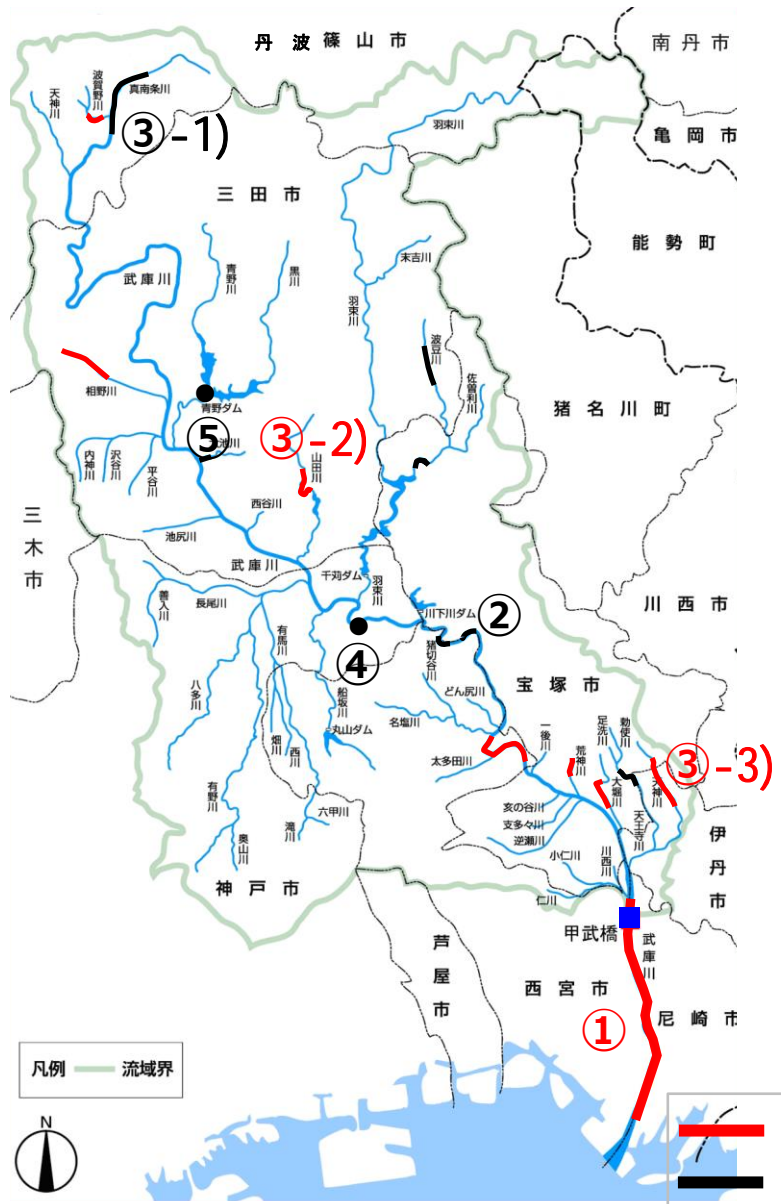 丹波篠山市
南丹市
波賀野川
真南条川
天神川
③-1)
羽束川
亀岡市
三田市
能勢町
末吉川
武庫川
青野川
黒川
羽束川
波豆川
佐曽利川
相野川
青野ダム
猪名川町
⑤
池川
③-2)
山田川
内神川
沢谷川
平谷川
西谷川
池尻川
三木市
武庫川
千苅ダム
羽束川
川西市
善入川
長尾川
有馬川
川下川ダム
②
④
猪切谷川
どん尻川
宝塚市
八多川
船坂川
名塩川
丸山ダム
畑川
西川
太多田川
一後川
荒神川
足洗川
勅使川
③-3)
大堀川
天神川
天王寺川
有野川
六甲川
滝川
奥山川
亥の谷川
支多々川
逆瀬川
小仁川
川西川
仁川
伊丹市
神戸市
甲武橋
武庫川
芦屋市
西宮市
尼崎市
①
凡例
流域界
N